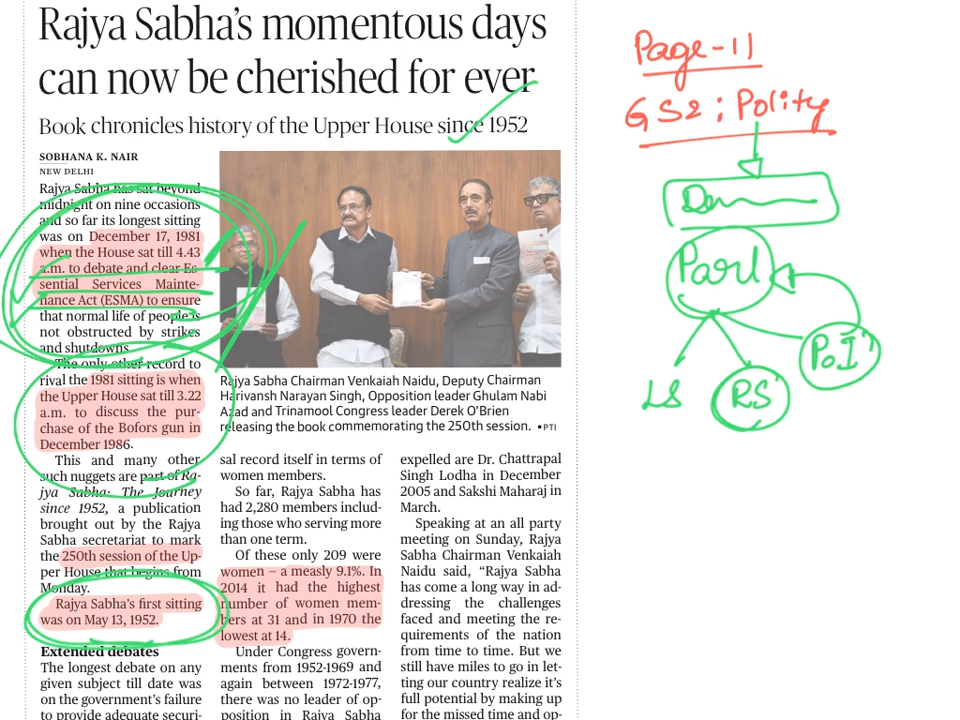 Rajya Sabha's momentous days
can now be cherished for ever
Book chronicles history of the Upper House since 1952
SOBHANA K. NAIR
NEW DELHI
Rajya Sabha has sat beyond
midnight on nine occasions
and so far its longest sitting
was on December 17, 1981
when the House sat till 4.43
a.m. to debate and clear Es-
sential Services Mainte-
nance Act (ESMA) to ensure
that normal life of people is
not obstructed by strikes
and shutdowns.
The only other record to
rival the 1981 sitting is when
the Upper House sat till 3.22
a.m. to discuss the pur-
chase of the Bofors gun in
December 1986.
This and many other
such nuggets are part of Ra-
jya Sabha: The Journey
since 1952, a publication
brought out by the Rajya
Sabha secretariat to mark
the 250th session of the Up-
per House that begins from
Monday.
Rajya Sabha's first sitting
was on May 13, 1952.
Extended debates
The longest debate on any
given subject till date was
on the government's failure
to provide adequate securi-
Rajya Sabha Chairman Venkaiah Naidu, Deputy Chairman
Harivansh Narayan Singh, Opposition leader Ghulam Nabi
Azad and Trinamool Congress leader Derek O'Brien
releasing the book commemorating the 250th session. •PTI
sal record itself in terms of
women members.
So far, Rajya Sabha has
had 2,280 members includ-
ing those who serving more
than one term.
Of these only 209 were
women – a measly 9.1%. In
2014 it had the highest
number of women mem-
bers at 31 and in 1970 the
lowest at 14.
Under Congress govern-
ments from 1952-1969 and
again between 1972-1977,
there was no leader of op-
position in Rajya Sabha
expelled are Dr. Chattrapal
Singh Lodha in December
2005 and Sakshi Maharaj in
March.
Speaking at an all party
meeting on Sunday, Rajya
Sabha Chairman Venkaiah
Naidu said, "Rajya Sabha
has come a long way in ad-
dressing the challenges
faced and meeting the re-
quirements of the nation
from time to time. But we
still have miles to go in let-
ting our country realize it's
full potential by making up
for the missed time and op-
Page-11
GS2 : Polity
Parl
LS
RS
PoI